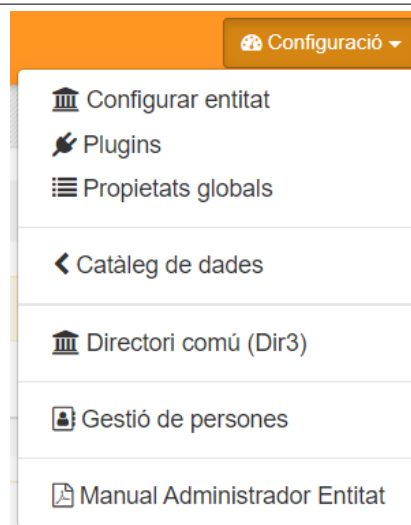 Configuració
Configurar entitat
Plugins
Propietats globals
Catàleg de dades
Directori comú (Dir3)
Gestió de persones
Manual Administrador Entitat